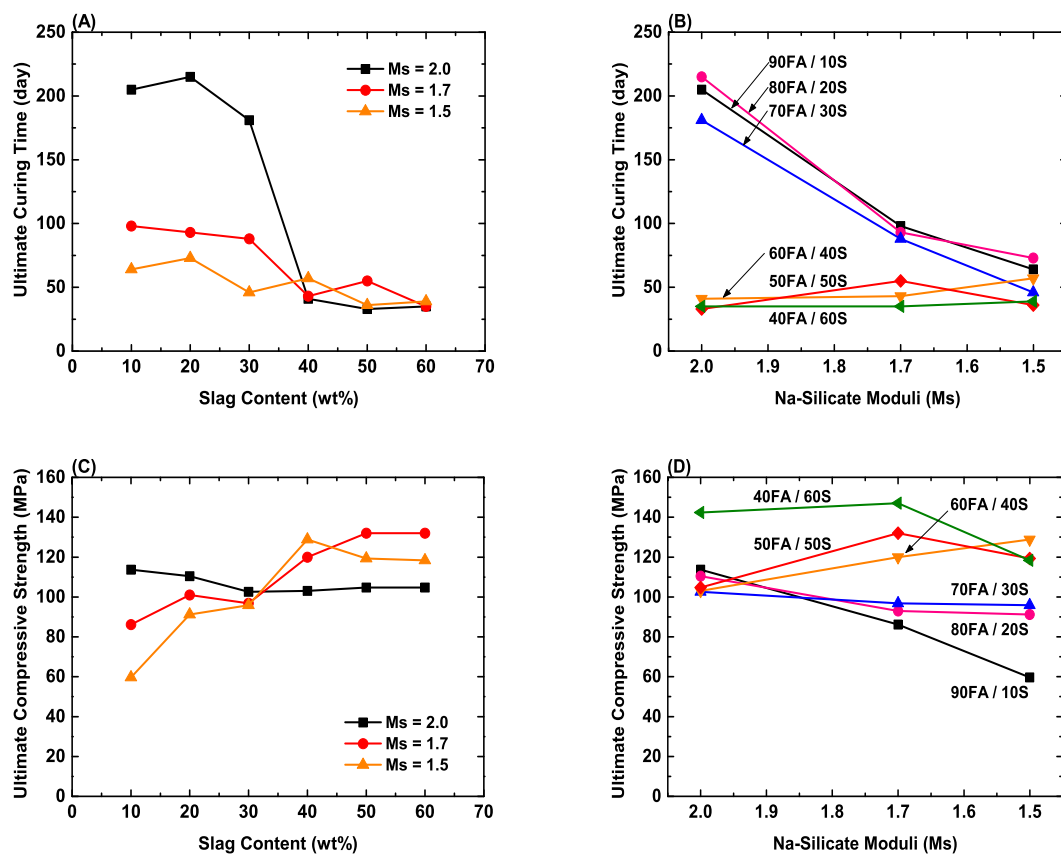 (A)
250
200
150
100
50
0
Ultimate Curing Time (day)
Ms = 2.0
Ms = 1.7
Ms = 1.5
0 10 20 30 40 50 60 70
Slag Content (wt%)
(B)
250
200
150
100
50
0
Ultimate Curing Time (day)
90FA / 10S
80FA / 20S
70FA / 30S
60FA / 40S
50FA / 50S
40FA / 60S
2.0 1.9 1.8 1.7 1.6 1.5
Na-Silicate Moduli (Ms)
(C)
160
140
120
100
80
60
40
20
0
Ultimate Compressive Strength (MPa)
Ms = 2.0
Ms = 1.7
Ms = 1.5
0 10 20 30 40 50 60 70
Slag Content (wt%)
(D)
160
140
120
100
80
60
40
20
0
Ultimate Compressive Strength (MPa)
40FA / 60S
60FA / 40S
50FA / 50S
70FA / 30S
80FA / 20S
90FA / 10S
2.0 1.9 1.8 1.7 1.6 1.5
Na-Silicate Moduli (Ms)